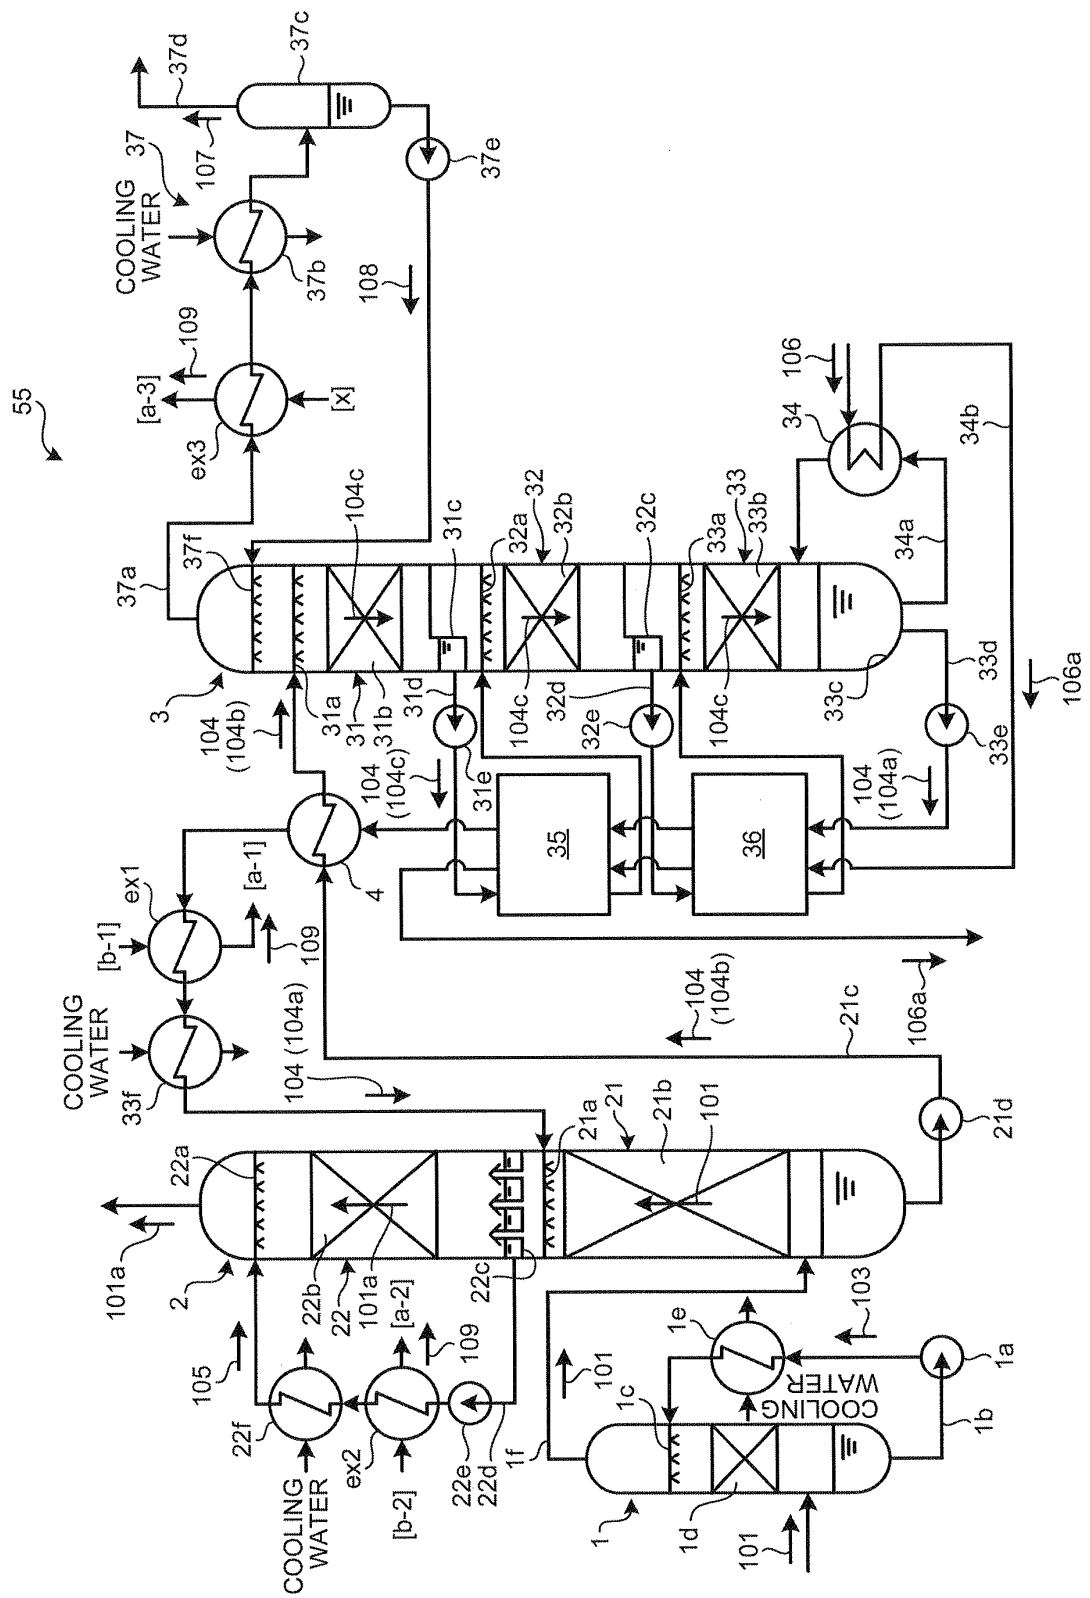 55
COOLING
WATER
33f
[b-1]
ex1
[a-1]
109
4
104
(104b)
3
37a
37f
ex3
[a-3]
109
[x]
COOLING
WATER
37
37b
107
37d
37c
37e
108
101a
2
22a
22b
22
101a
22c
104 (104a)
21a
21
21b
101
104
(104b)
21c
21d
105
22f
COOLING
WATER
ex2
[b-2]
[a-2]
109
22e
22d
1f
101
1
1c
1d
101
1e
COOLING
WATER
103
1a
1b
31a
31
31b
104c
31c
31d
31e
104
(104c)
32a
32
32b
104c
32c
32d
32e
33a
33
33b
104c
33c
33d
33e
104
(104a)
34
106
34a
34b
106a
35
36
106a